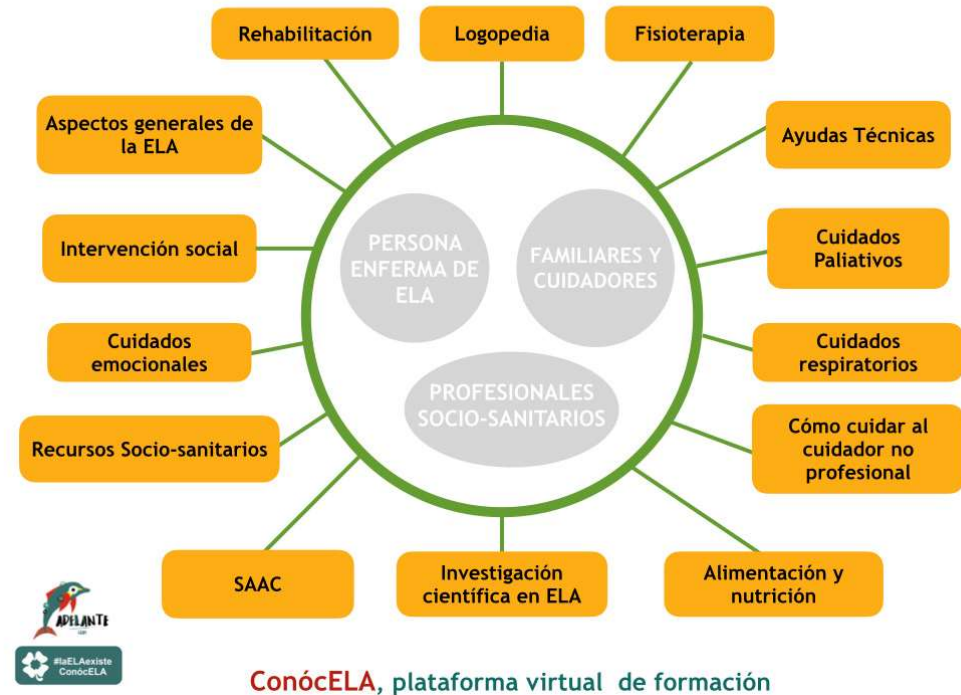 Rehabilitación
Logopedia
Fisioterapia
Aspectos generales de
la ELA
Ayudas Técnicas
Intervención social
PERSONA
ENFERMA DE
ELA
FAMILIARES Y
CUIDADORES
Cuidados
Paliativos
Cuidados
emocionales
Cuidados
respiratorios
PROFESIONALES
SOCIO-SANITARIOS
Recursos Socio-sanitarios
Cómo cuidar al
cuidador no
profesional
SAAC
Investigación
científica en ELA
Alimentación y
nutrición
ADELANTE
#laELAexiste
ConócELA
ConócELA, plataforma virtual de formación